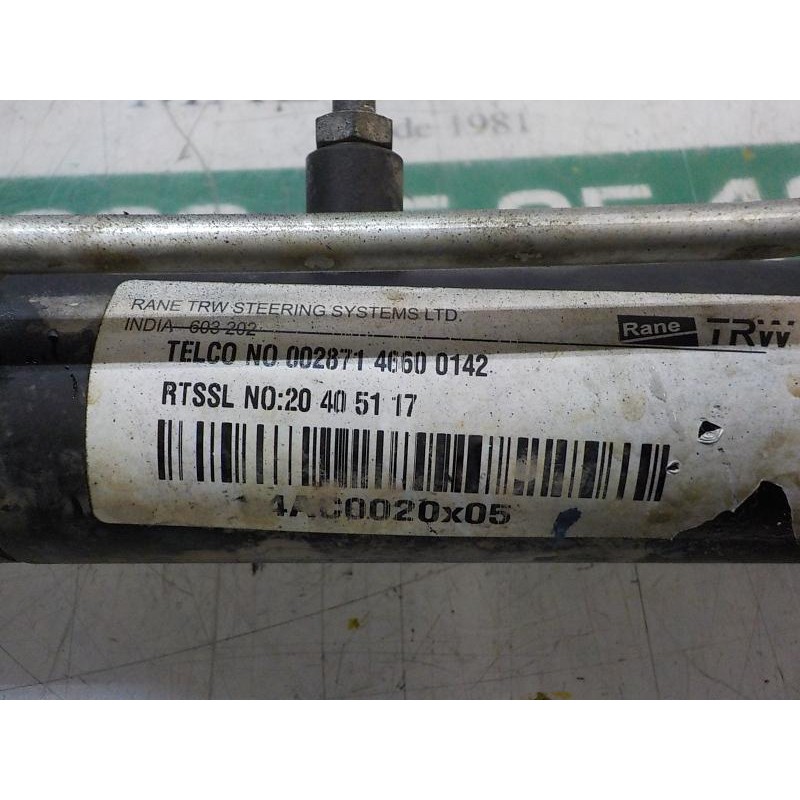 de 1981
RANE TRW STEERING SYSTEMS LTD.
INDIA 603 202
Rane TRW
TELCO NO 002871 4660 0142
RTSSL NO:20 40 51 17
4AC0020x05